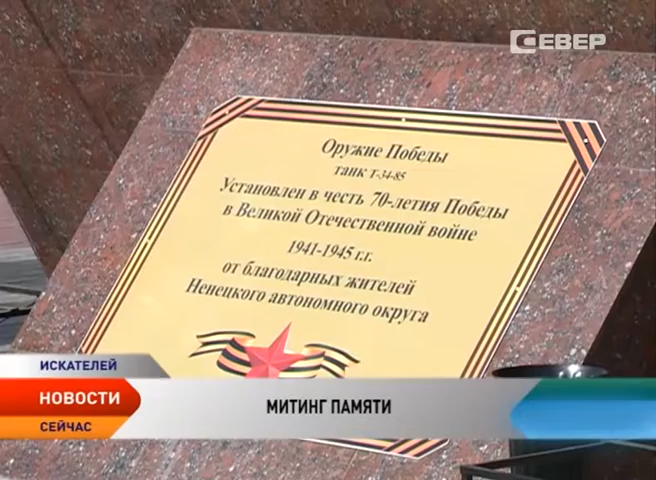 СЕВЕР
Оружие Победы
танк Т-34-85
Установлен в честь 70-летия Победы
в Великой Отечественной войне
1941-1945 г.г.
от благодарных жителей
Ненецкого автономного округа
ИСКАТЕЛЕЙ
НОВОСТИ
СЕЙЧАС
МИТИНГ ПАМЯТИ